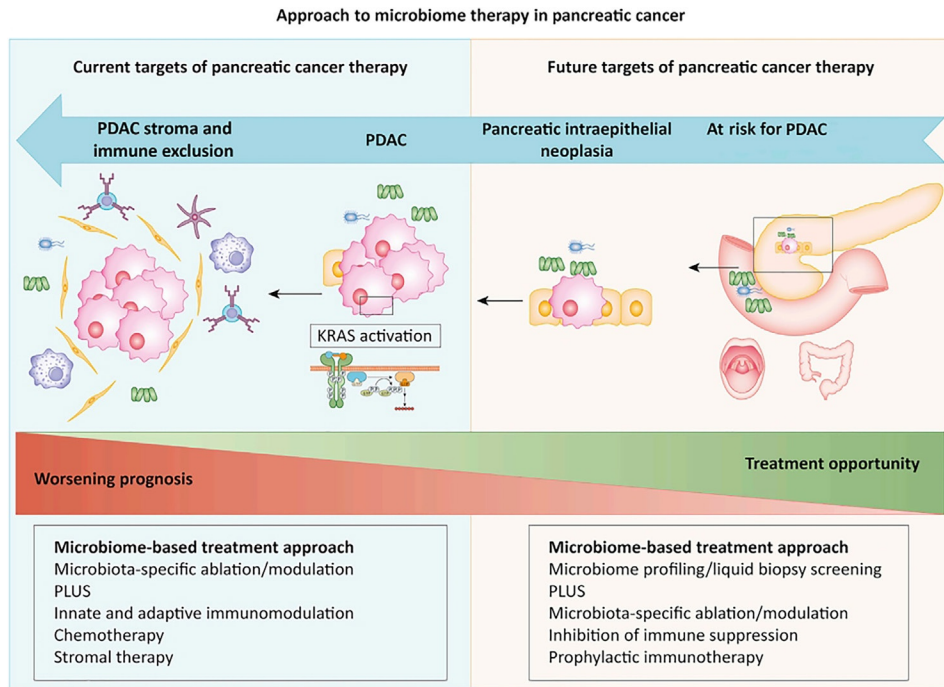 Approach to microbiome therapy in pancreatic cancer
Current targets of pancreatic cancer therapy
Future targets of pancreatic cancer therapy
PDAC stroma and
immune exclusion
PDAC
Pancreatic intraepithelial
neoplasia
At risk for PDAC
KRAS activation
Worsening prognosis
Treatment opportunity
Microbiome-based treatment approach
Microbiota-specific ablation/modulation
PLUS
Innate and adaptive immunomodulation
Chemotherapy
Stromal therapy
Microbiome-based treatment approach
Microbiome profiling/liquid biopsy screening
PLUS
Microbiota-specific ablation/modulation
Inhibition of immune suppression
Prophylactic immunotherapy